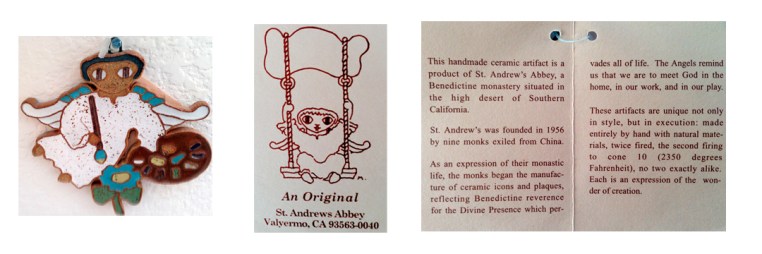 An Original
St. Andrews Abbey
Valyermo, CA 93563-0040
This handmade ceramic artifact is a
product of St. Andrew's Abbey, a
Benedictine monastery situated in
the high desert of Southern
California.
St. Andrew's was founded in 1956
by nine monks exiled from China.
As an expression of their monastic
life, the monks began the manufac-
ture of ceramic icons and plaques,
reflecting Benedictine reverence
for the Divine Presence which per-
vades all of life. The Angels remind
us that we are to meet God in the
home, in our work, and in our play.
These artifacts are unique not only
in style, but in execution: made
entirely by hand with natural mate-
rials, twice fired, the second firing
to cone 10 (2350 degrees
Fahrenheit), no two exactly alike.
Each is an expression of the won-
der of creation.